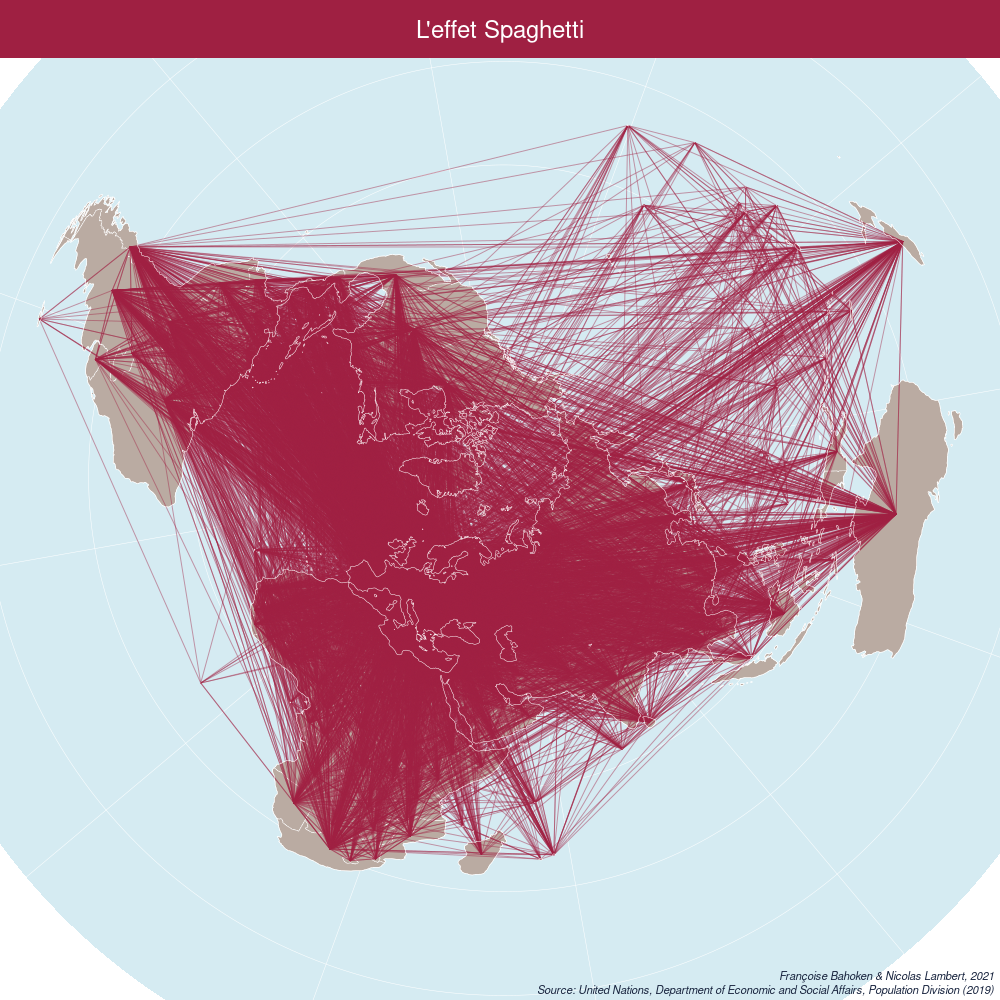 L'effet Spaghetti
Françoise Bahoken & Nicolas Lambert, 2021
Source: United Nations, Department of Economic and Social Affairs, Population Division (2019)